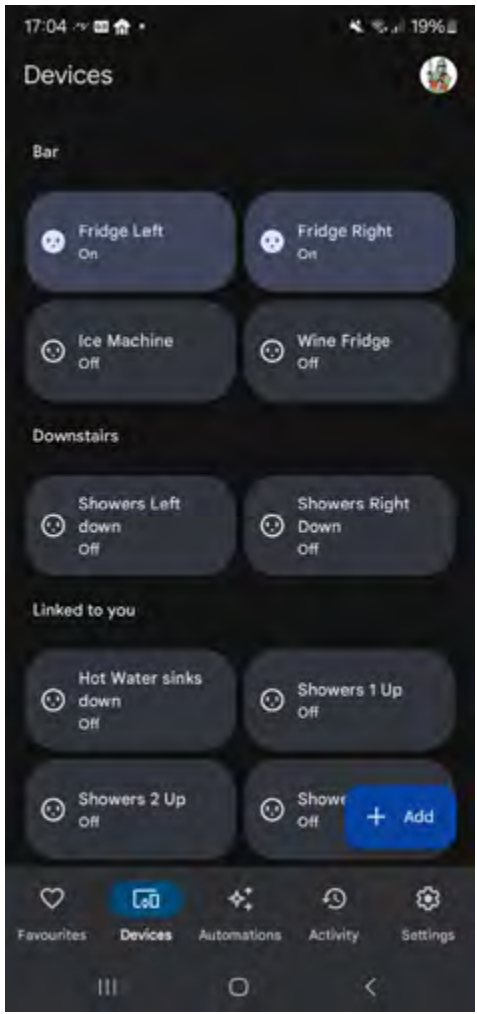 17:04
19%
Devices
Bar
Fridge Left
On
Fridge Right
On
Ice Machine
Off
Wine Fridge
Off
Downstairs
Showers Left
down
Off
Showers Right
Down
Off
Linked to you
Hot Water sinks
down
Off
Showers 1 Up
Off
Showers 2 Up
Off
Showe
Off
+ Add
Favourites
Devices
Automations
Activity
Settings